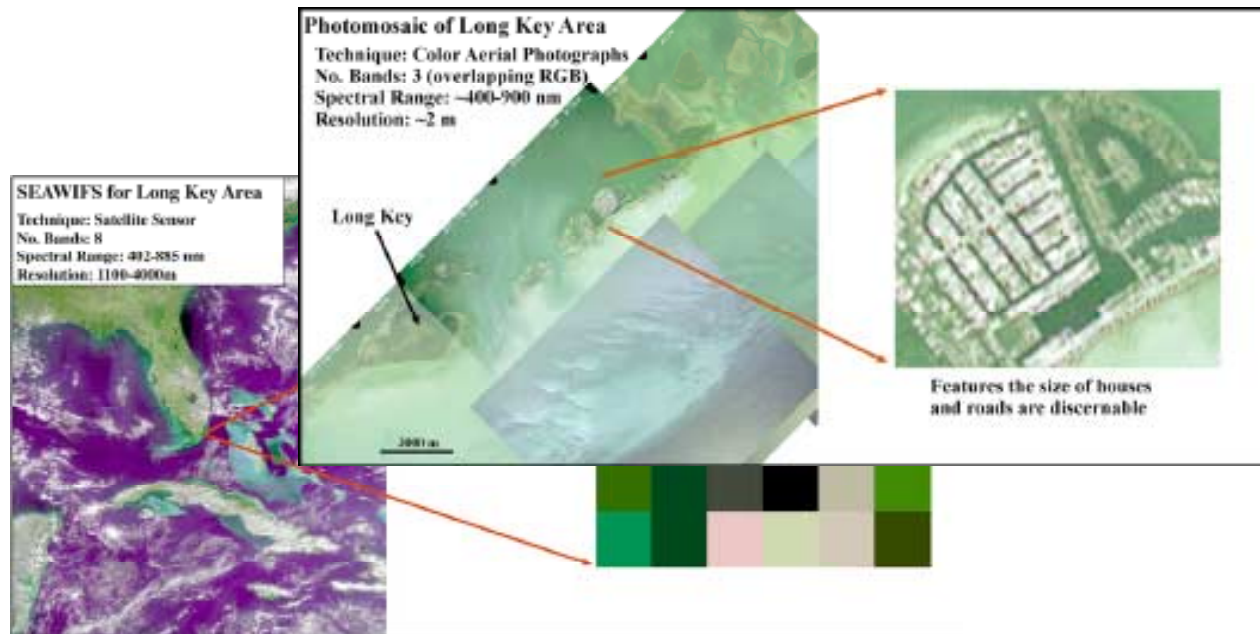 Photomosaic of Long Key Area
Technique: Color Aerial Photographs
No. Bands: 3 (overlapping RGB)
Spectral Range: ~400-900 nm
Resolution: ~2 m
Long Key
2000 m
Features the size of houses
and roads are discernable
SEAWIFS for Long Key Area
Technique: Satellite Sensor
No. Bands: 8
Spectral Range: 402-885 nm
Resolution: 1100-4000m